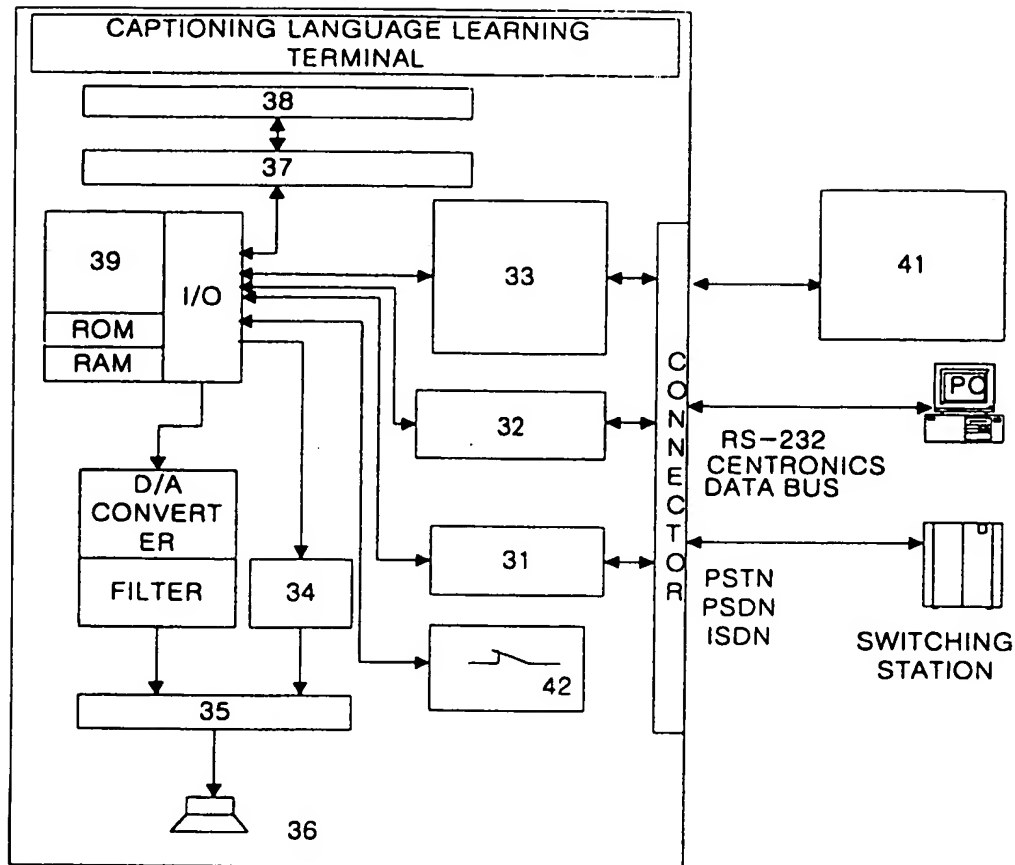 CAPTIONING LANGUAGE LEARNING
TERMINAL
38
37
39
I/O
ROM
RAM
33
41
32
CONNECTOR
PC
RS-232
CENTRONICS
DATA BUS
D/A
CONVERT
ER
FILTER
34
31
PSTN
PSDN
ISDN
SWITCHING
STATION
42
35
36